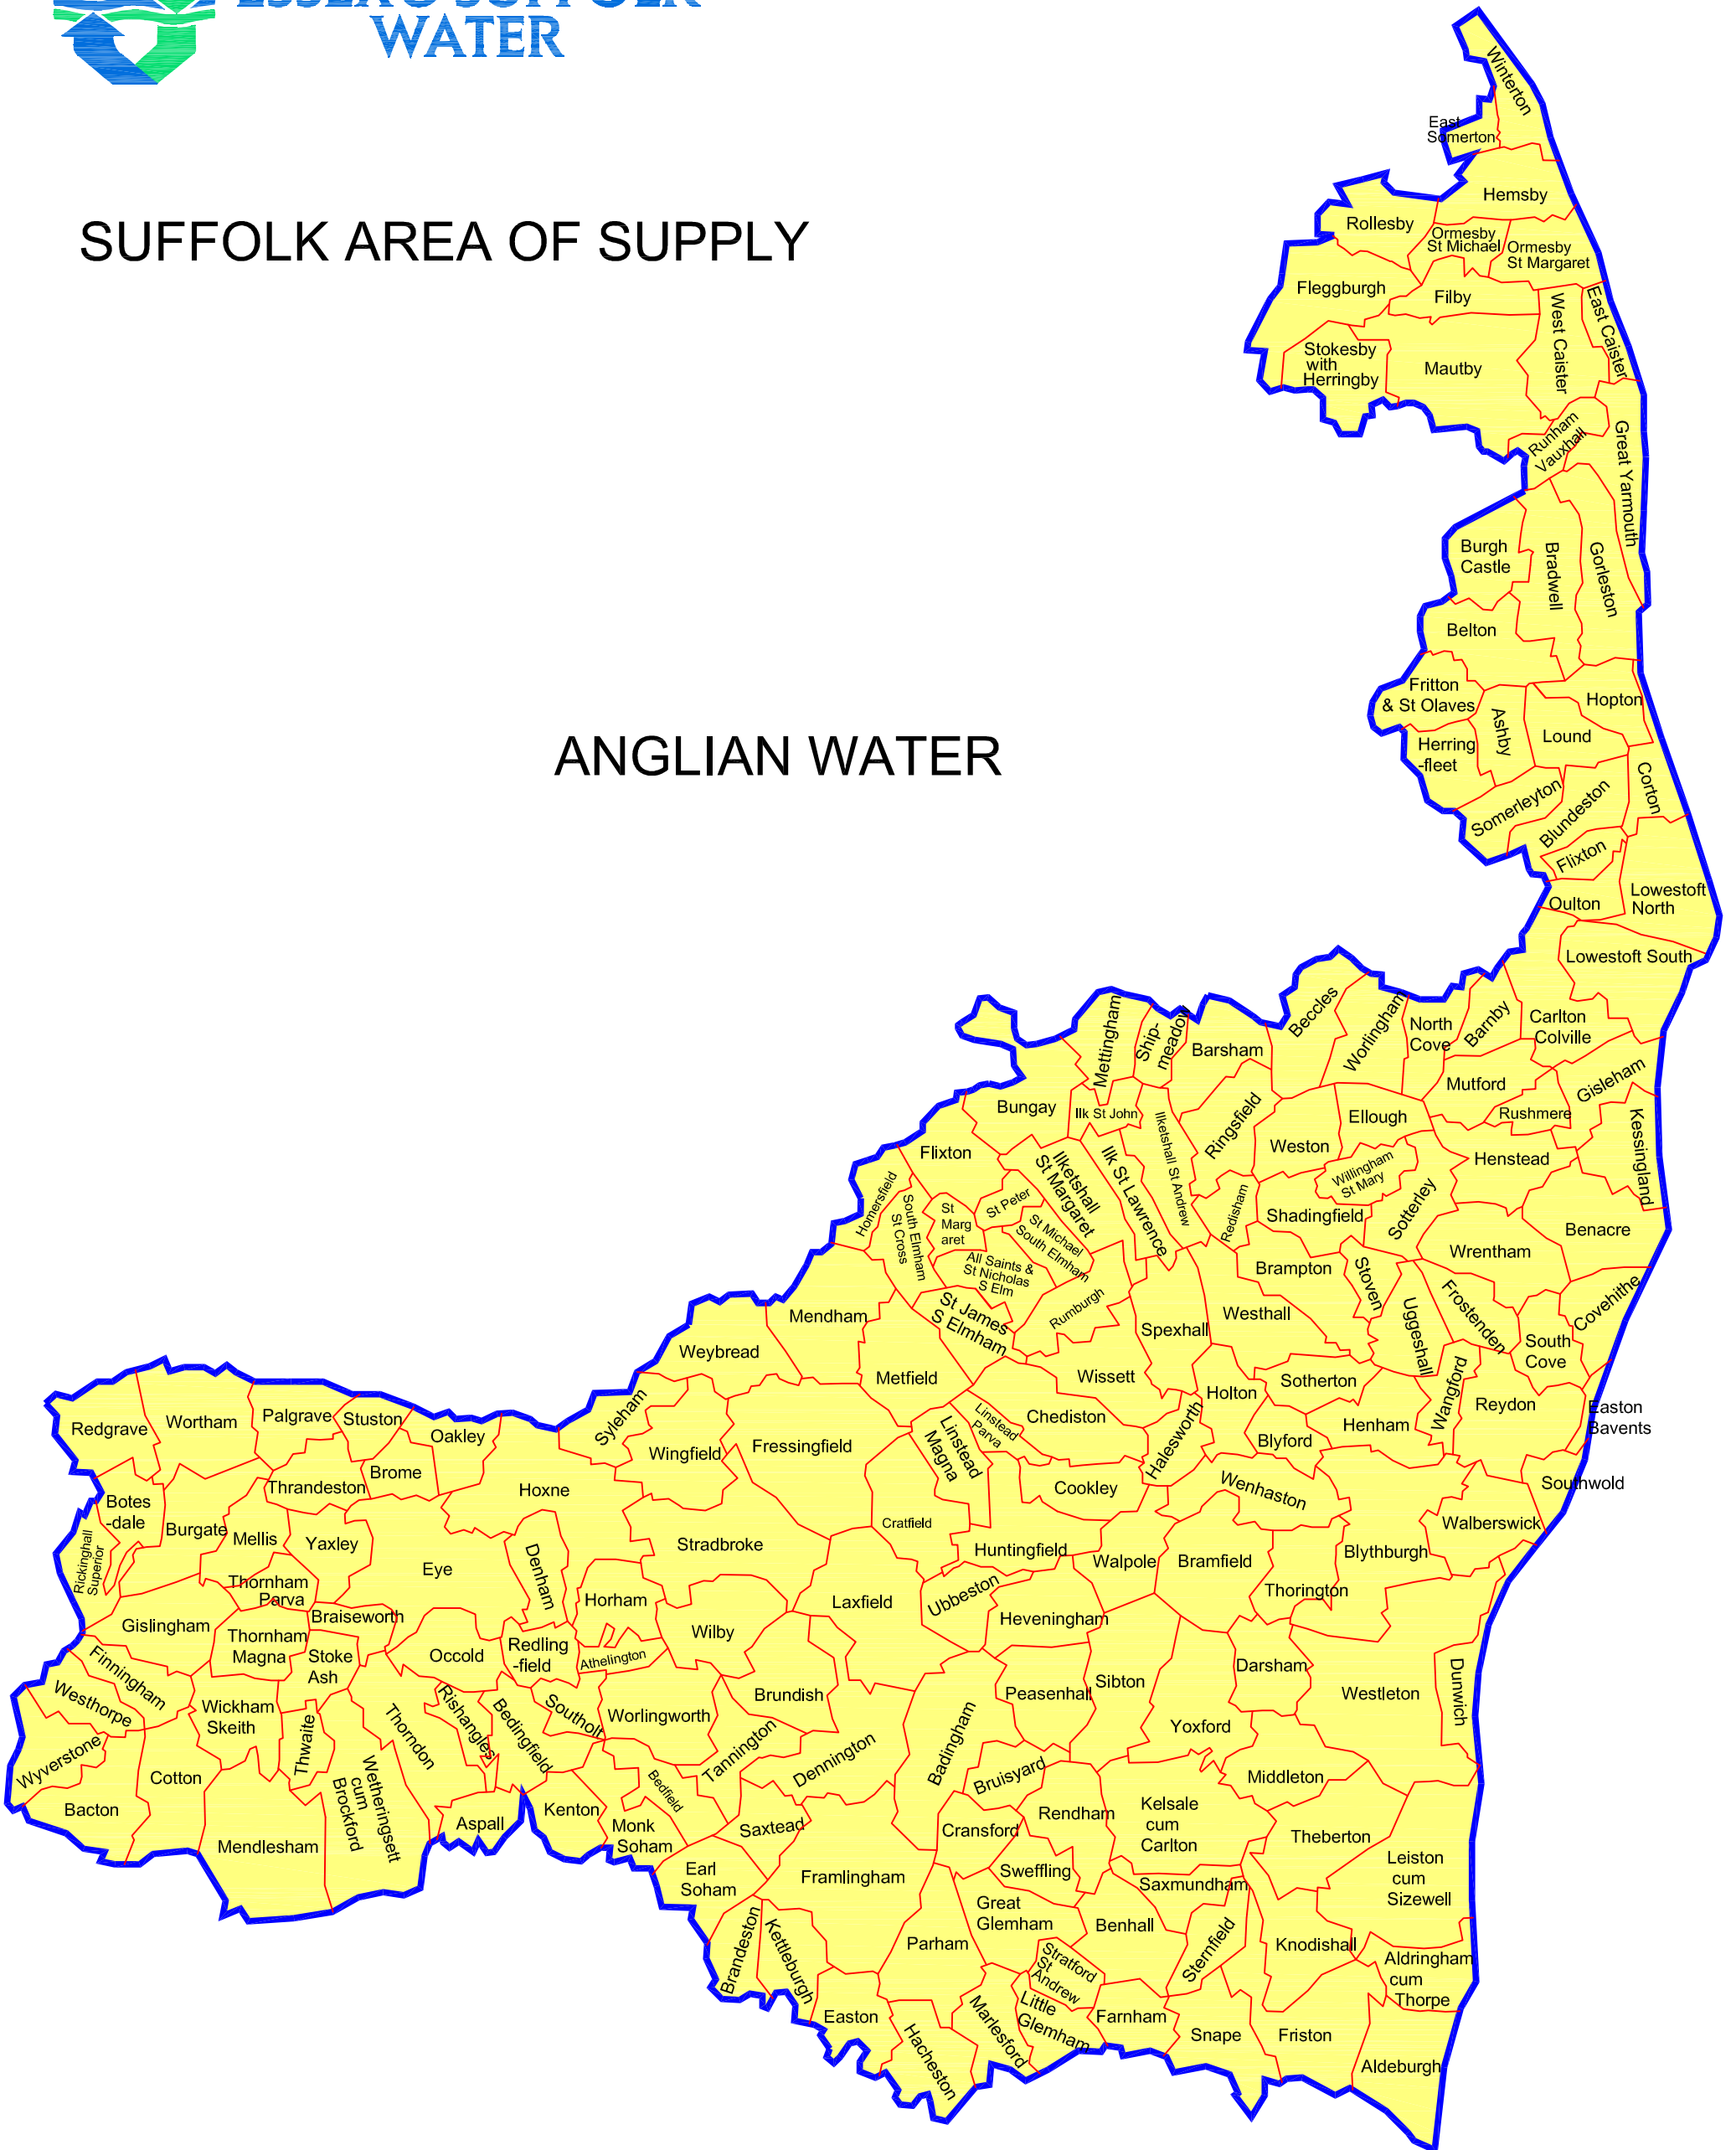 ESSEX & SUFFOLK
WATER
SUFFOLK AREA OF SUPPLY
ANGLIAN WATER
Winterton
East
Somerton
Hemsby
Rollesby
Ormesby
St Michael
Ormesby
St Margaret
Fleggburgh
Filby
West Caister
East Caister
Stokesby
with
Herringby
Mautby
Runham
Vauxhall
Great Yarmouth
Burgh
Castle
Bradwell
Gorleston
Belton
Fritton
& St Olaves
Hopton
Ashby
Lound
Herring
-fleet
Corton
Somerleyton
Blundeston
Flixton
Lowestoft
North
Oulton
Lowestoft South
Beccles
Worlingham
North
Cove
Barnby
Carlton
Colville
Mettingham
Ship-
meadow
Barsham
Mutford
Gisleham
Bungay
Ilk St John
Ringsfield
Ellough
Rushmere
Kessingland
Weston
Flixton
Ilketshall
St Margaret
Ilk St Lawrence
Ilketshall St Andrew
Willingham
St Mary
Henstead
Homersfield
South Elmham
St Cross
St
Marg
aret
St Peter
St Michael
South Elmham
Redisham
Shadingfield
Sotterley
Benacre
Wrentham
All Saints &
St Nicholas
S Elm
Brampton
Stoven
Uggeshall
Frostenden
Covehithe
St James
S Elmham
Rumburgh
Spexhall
Westhall
South
Cove
Mendham
Weybread
Metfield
Wissett
Holton
Sotherton
Wangford
Reydon
Easton
Bavents
Redgrave
Wortham
Palgrave
Stuston
Oakley
Syleham
Wingfield
Fressingfield
Linstead
Magna
Linstead
Parva
Chediston
Halesworth
Blyford
Henham
Southwold
Brome
Thrandeston
Hoxne
Cookley
Wenhaston
Botes
-dale
Burgate
Mellis
Yaxley
Cratfield
Walberswick
Rickinghall
Superior
Eye
Denham
Stradbroke
Huntingfield
Walpole
Bramfield
Blythburgh
Thornham
Parva
Horham
Laxfield
Ubbeston
Thorington
Gislingham
Braiseworth
Heveningham
Thornham
Magna
Stoke
Ash
Occold
Redling
-field
Athelington
Wilby
Finningham
Darsham
Westleton
Dunwich
Westhorpe
Wickham
Skeith
Rishangles
Bedingfield
Southolt
Worlingworth
Brundish
Peasenhall
Sibton
Yoxford
Wyverstone
Thwaite
Thorndon
Tannington
Dennington
Badingham
Bruisyard
Middleton
Cotton
Wetheringsett
cum
Brockford
Bedfield
Bacton
Mendlesham
Aspall
Kenton
Monk
Soham
Saxtead
Cransford
Rendham
Kelsale
cum
Carlton
Theberton
Earl
Soham
Framlingham
Sweffling
Saxmundham
Leiston
cum
Sizewell
Great
Glemham
Benhall
Brandeston
Kettleburgh
Parham
Sternfield
Knodishall
Aldringham
cum
Thorpe
Stratford
St
Andrew
Easton
Hacheston
Marlesford
Little
Glemham
Farnham
Snape
Friston
Aldeburgh